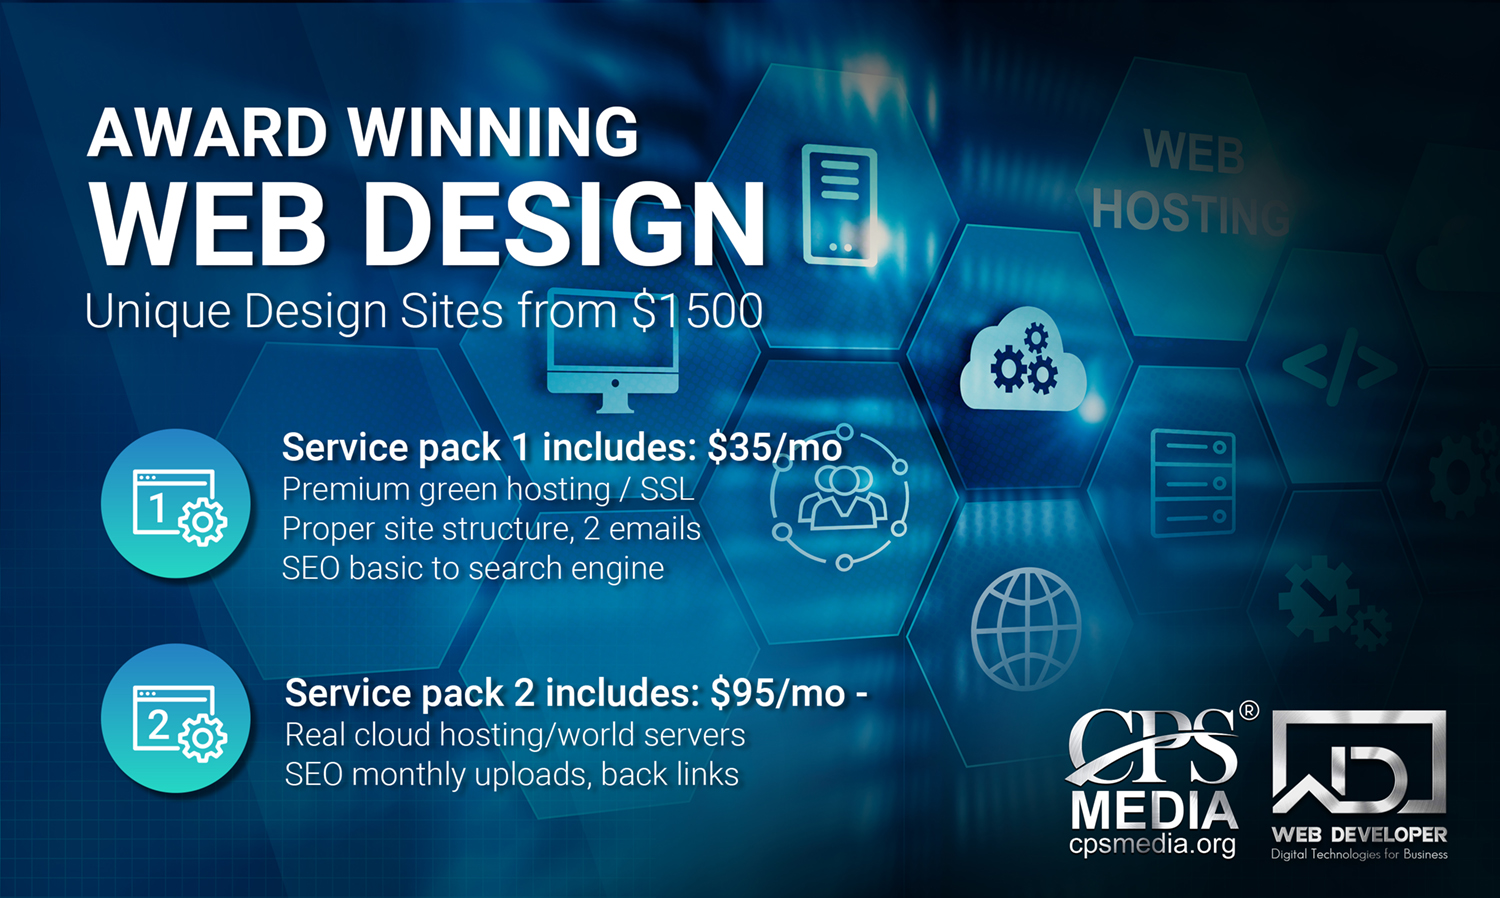 AWARD WINNING
WEB DESIGN
Unique Design Sites from $1500
WEB
HOSTING
</>
1
Service pack 1 includes: $35/mo
Premium green hosting / SSL
Proper site structure, 2 emails
SEO basic to search engine
2
Service pack 2 includes: $95/mo -
Real cloud hosting/world servers
SEO monthly uploads, back links
CPS®
MEDIA
cpsmedia.org
WD
WEB DEVELOPER
Digital Technologies for Business